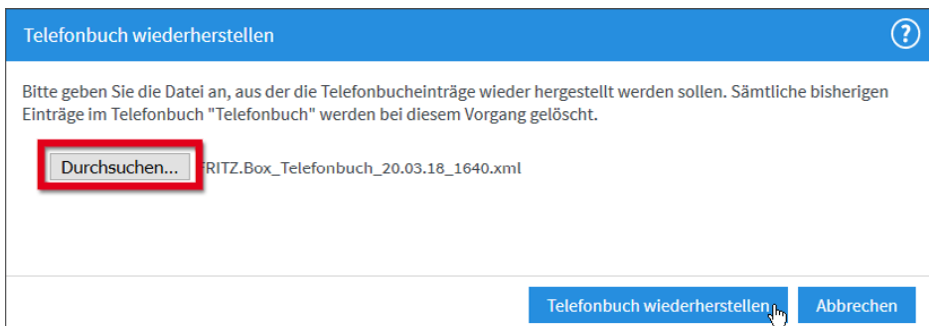 Telefonbuch wiederherstellen
?
Bitte geben Sie die Datei an, aus der die Telefonbucheinträge wieder hergestellt werden sollen. Sämtliche bisherigen
Einträge im Telefonbuch "Telefonbuch" werden bei diesem Vorgang gelöscht.
Durchsuchen... RITZ.Box_Telefonbuch_20.03.18_1640.xml
Telefonbuch wiederherstellen Abbrechen